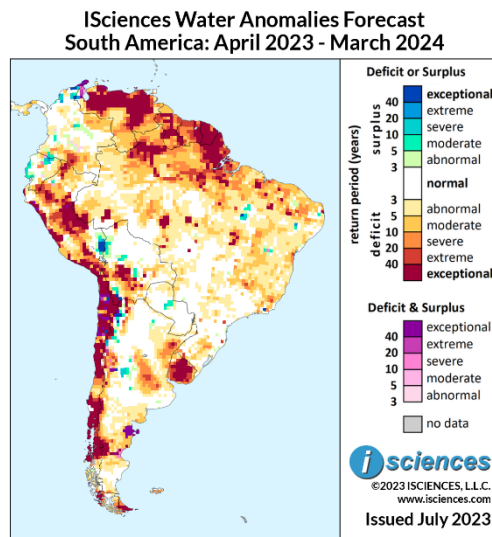 ISciences Water Anomalies Forecast
South America: April 2023 - March 2024
Deficit or Surplus
return period (years)
deficit surplus
40 exceptional
20 extreme
10 severe
5 moderate
3 abnormal
normal
3 abnormal
5 moderate
10 severe
20 extreme
40 exceptional
Deficit & Surplus
40 exceptional
20 extreme
10 severe
5 moderate
3 abnormal
no data
i sciences
©2023 ISCIENCES, L.L.C.
www.isciences.com
Issued July 2023